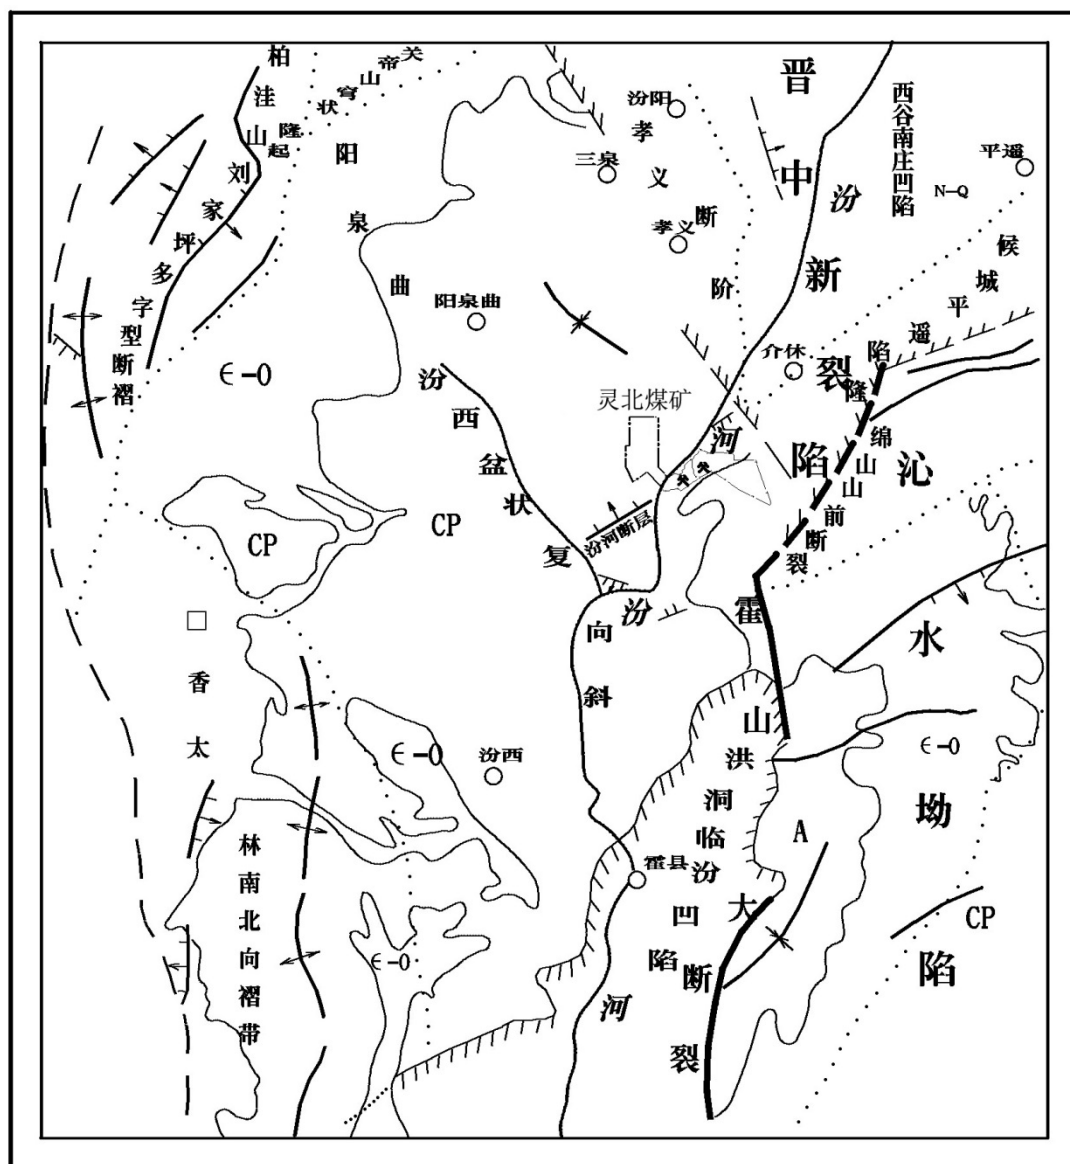 关帝山穹状隆起
柏洼山
刘家坪多字型断褶
阳泉曲
汾西盆状复向斜
汾阳
三泉
孝义
孝义断阶
阳泉曲
晋中新裂陷
西谷南庄凹陷
N-Q
平遥
汾河
候城
平遥
介休
陷隆
绵山山前断裂
沁水坳陷
灵北煤矿
汾河断层
∈-O
CP
CP
汾河
霍山大断裂
香太
汾西
∈-O
∈-O
∈-O
林南北向褶带
洪洞临汾凹陷
霍县
A
CP